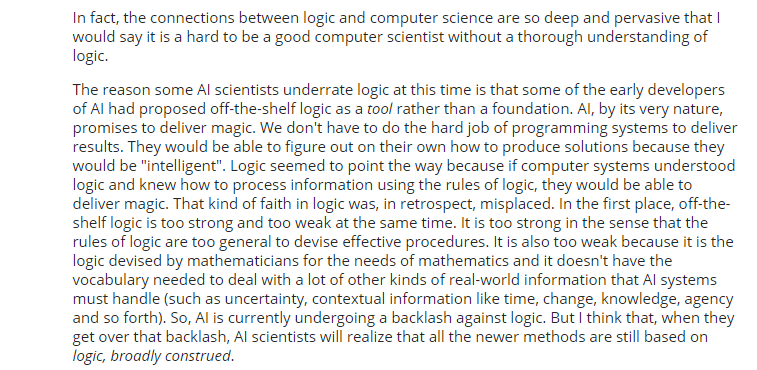 In fact, the connections between logic and computer science are so deep and pervasive that I
would say it is a hard to be a good computer scientist without a thorough understanding of
logic.
The reason some AI scientists underrate logic at this time is that some of the early developers
of AI had proposed off-the-shelf logic as a tool rather than a foundation. AI, by its very nature,
promises to deliver magic. We don't have to do the hard job of programming systems to deliver
results. They would be able to figure out on their own how to produce solutions because they
would be "intelligent". Logic seemed to point the way because if computer systems understood
logic and knew how to process information using the rules of logic, they would be able to
deliver magic. That kind of faith in logic was, in retrospect, misplaced. In the first place, off-the-
shelf logic is too strong and too weak at the same time. It is too strong in the sense that the
rules of logic are too general to devise effective procedures. It is also too weak because it is the
logic devised by mathematicians for the needs of mathematics and it doesn't have the
vocabulary needed to deal with a lot of other kinds of real-world information that AI systems
must handle (such as uncertainty, contextual information like time, change, knowledge, agency
and so forth). So, AI is currently undergoing a backlash against logic. But I think that, when they
get over that backlash, AI scientists will realize that all the newer methods are still based on
logic, broadly construed.